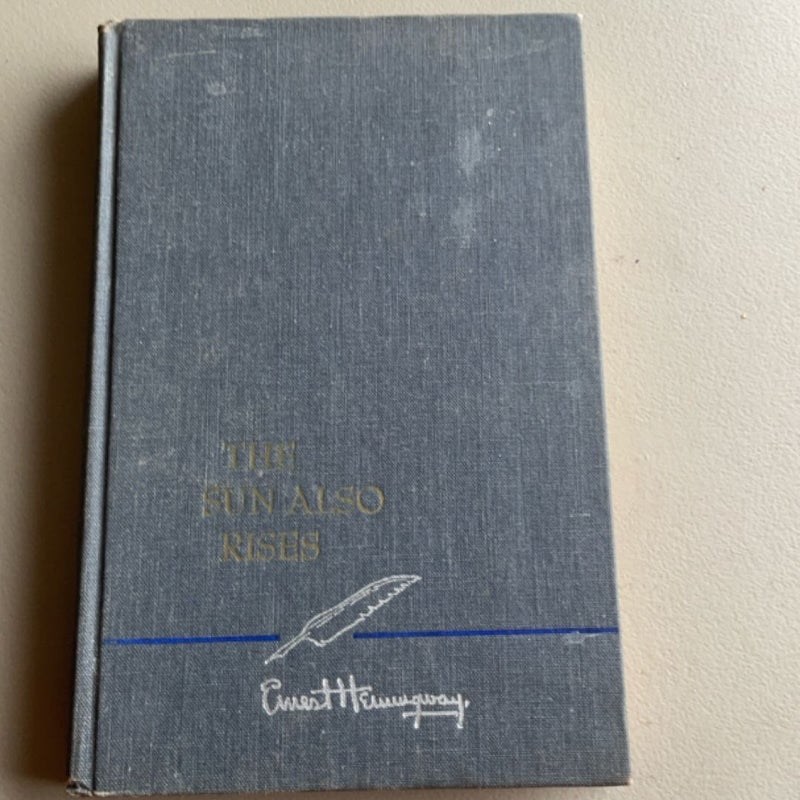 THE
SUN ALSO
RISES
Ernest Hemingway.